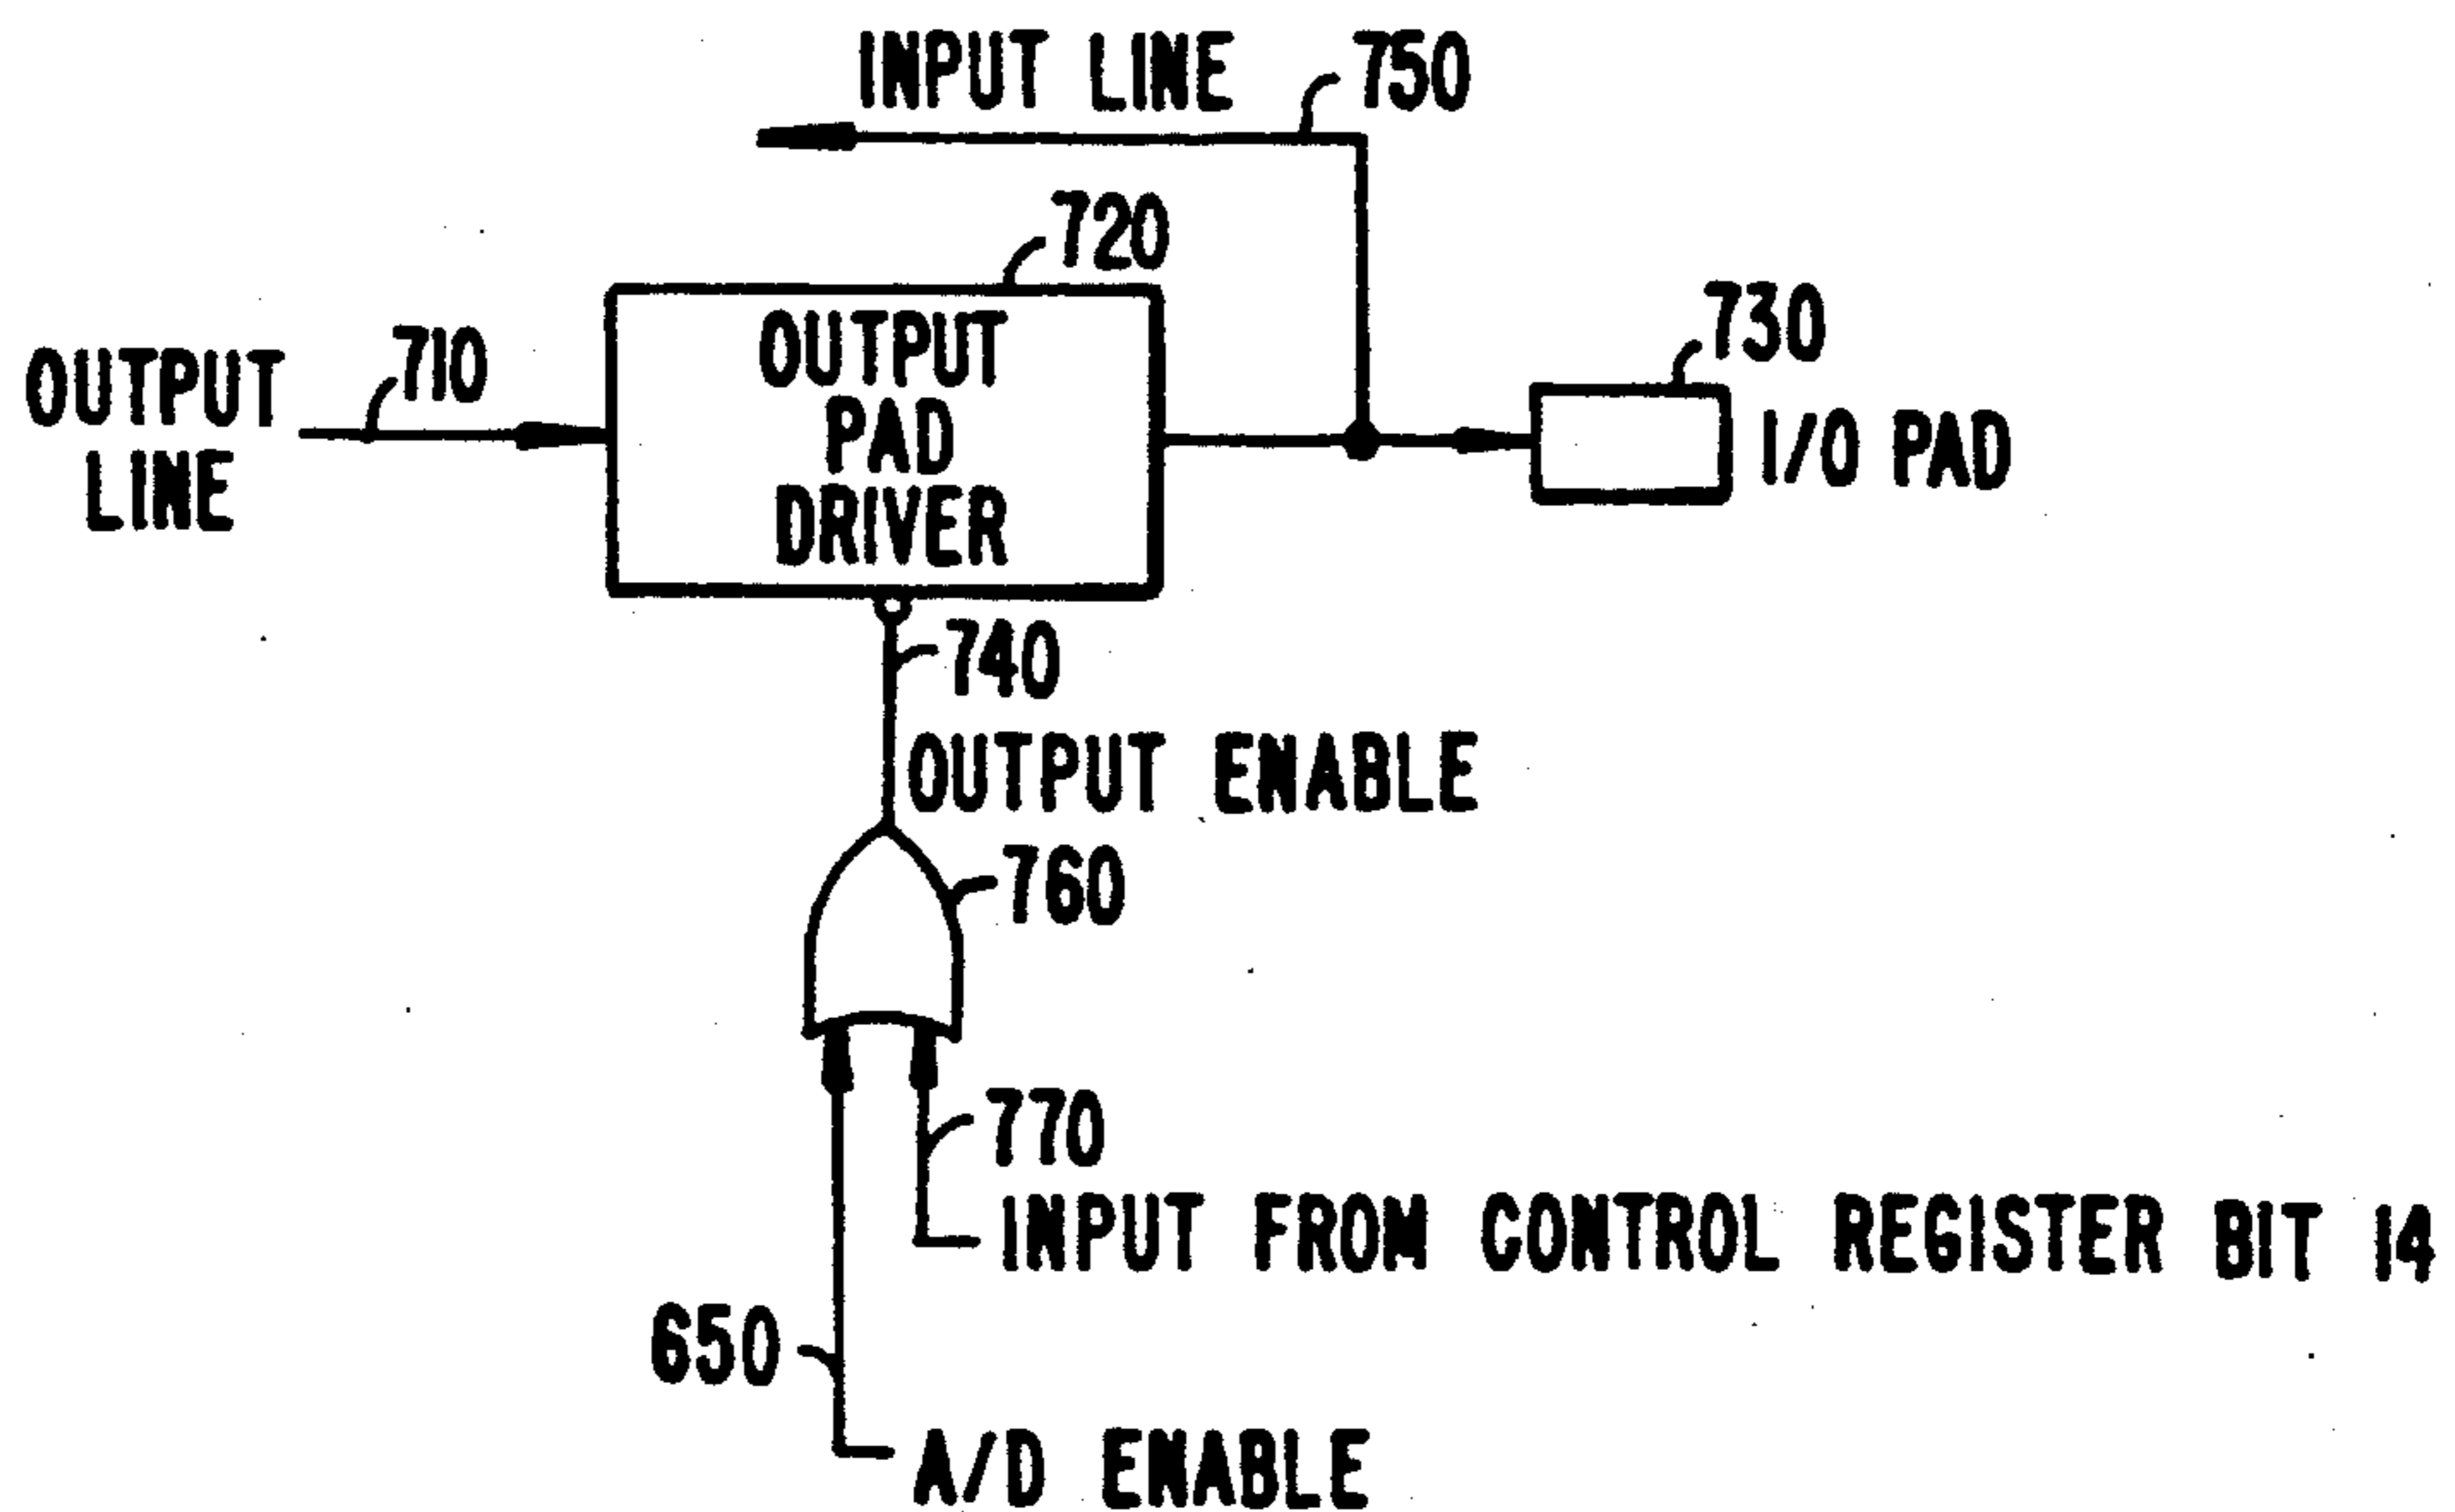 INPUT LINE
750
720
OUTPUT
LINE
710
OUTPUT
PAD
DRIVER
730
I/O PAD
740
OUTPUT ENABLE
760
770
INPUT FROM CONTROL REGISTER BIT 14
650
A/D ENABLE